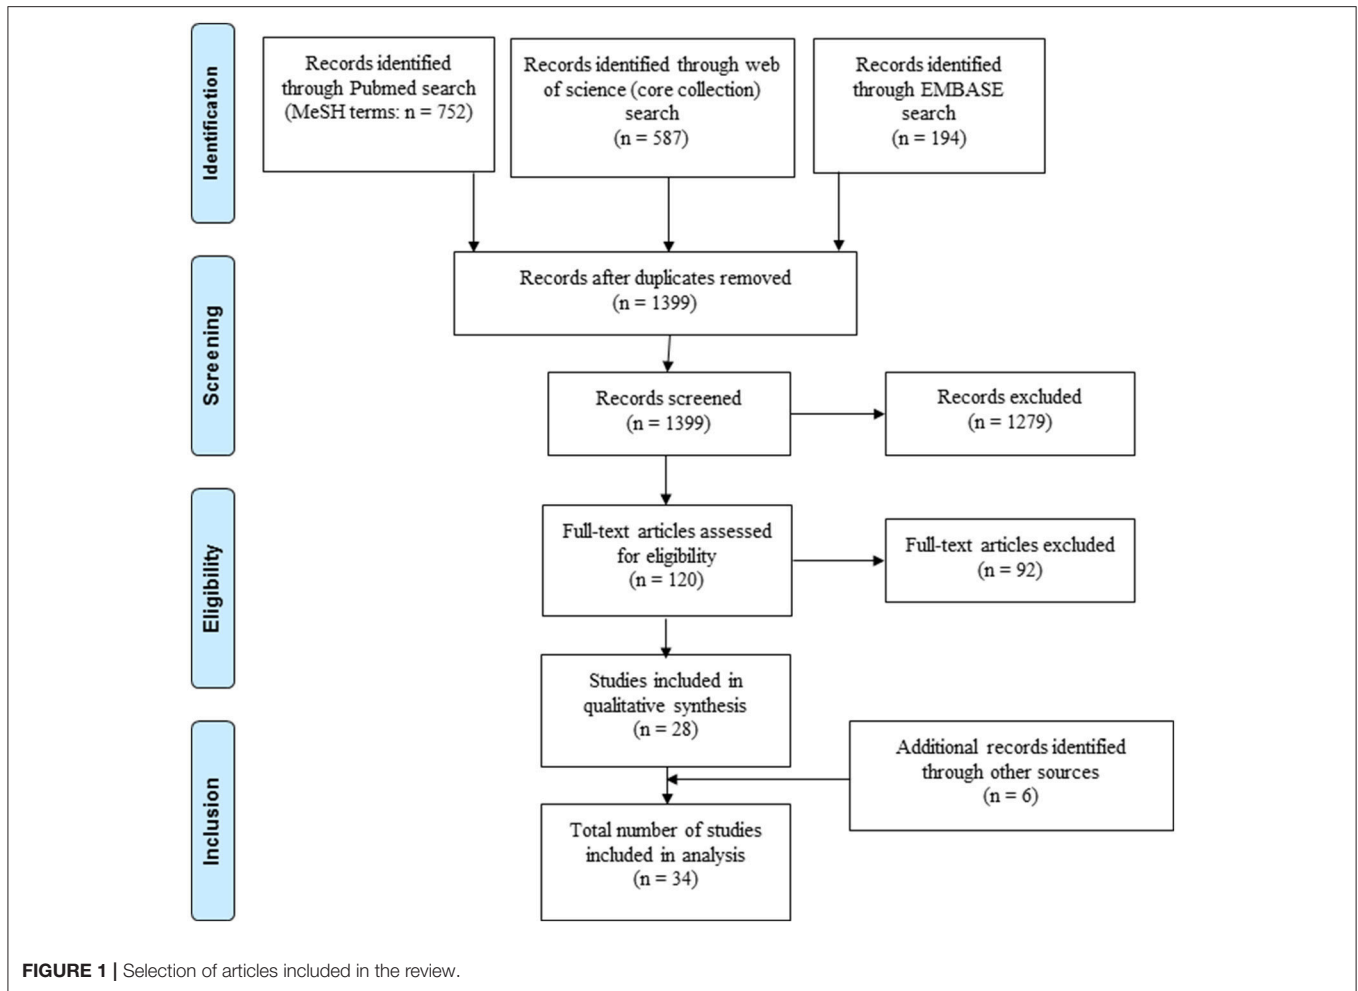 Identification
Records identified
through Pubmed search
(MeSH terms: n = 752)
Records identified through web
of science (core collection)
search
(n = 587)
Records identified
through EMBASE
search
(n = 194)
Screening
Records after duplicates removed
(n = 1399)
Records screened
(n = 1399)
Records excluded
(n = 1279)
Eligibility
Full-text articles assessed
for eligibility
(n = 120)
Full-text articles excluded
(n = 92)
Studies included in
qualitative synthesis
(n = 28)
Inclusion
Additional records identified
through other sources
(n = 6)
Total number of studies
included in analysis
(n = 34)
FIGURE 1 | Selection of articles included in the review.